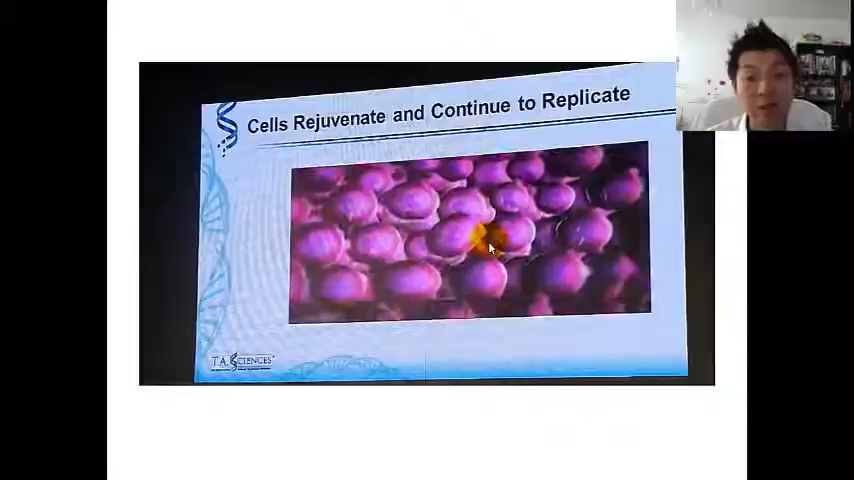 Cells Rejuvenate and Continue to Replicate
T.A. SCIENCES